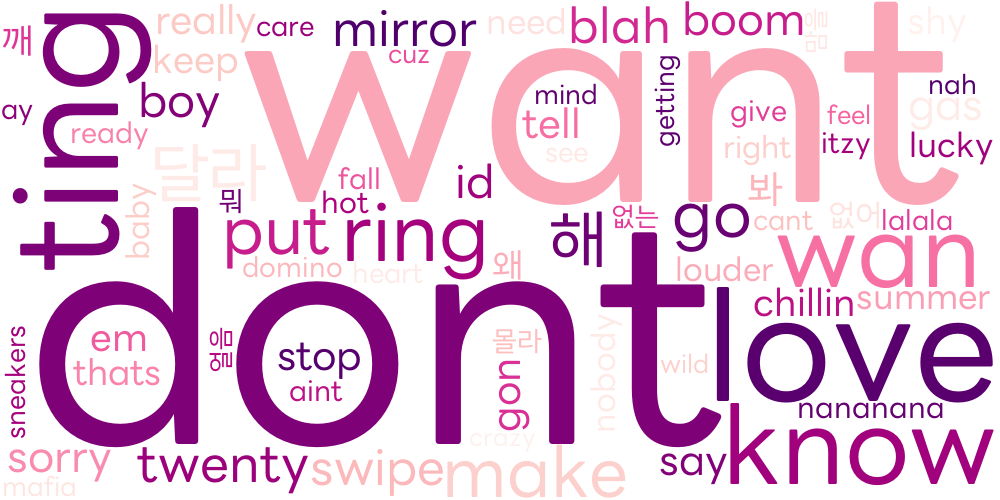 really
care
mirror
need
blah
boom
읾
shy
깨
keep
cuz
want
ting
ay
boy
ready
mind
tell
see
getting
give
feel
nah
gas
right
itzy
lucky
달라
baby
뭐
fall
hot
id
봐
put
ring
해
없는
go
cant
없어
lalala
domino
heart
왜
louder
wan
chillin
summer
dont
love
em
thats
stop
aint
얼음
몰라
gon
nobody
wild
sneakers
nananana
crazy
know
sorry
mafia
twenty
swipe
make
say